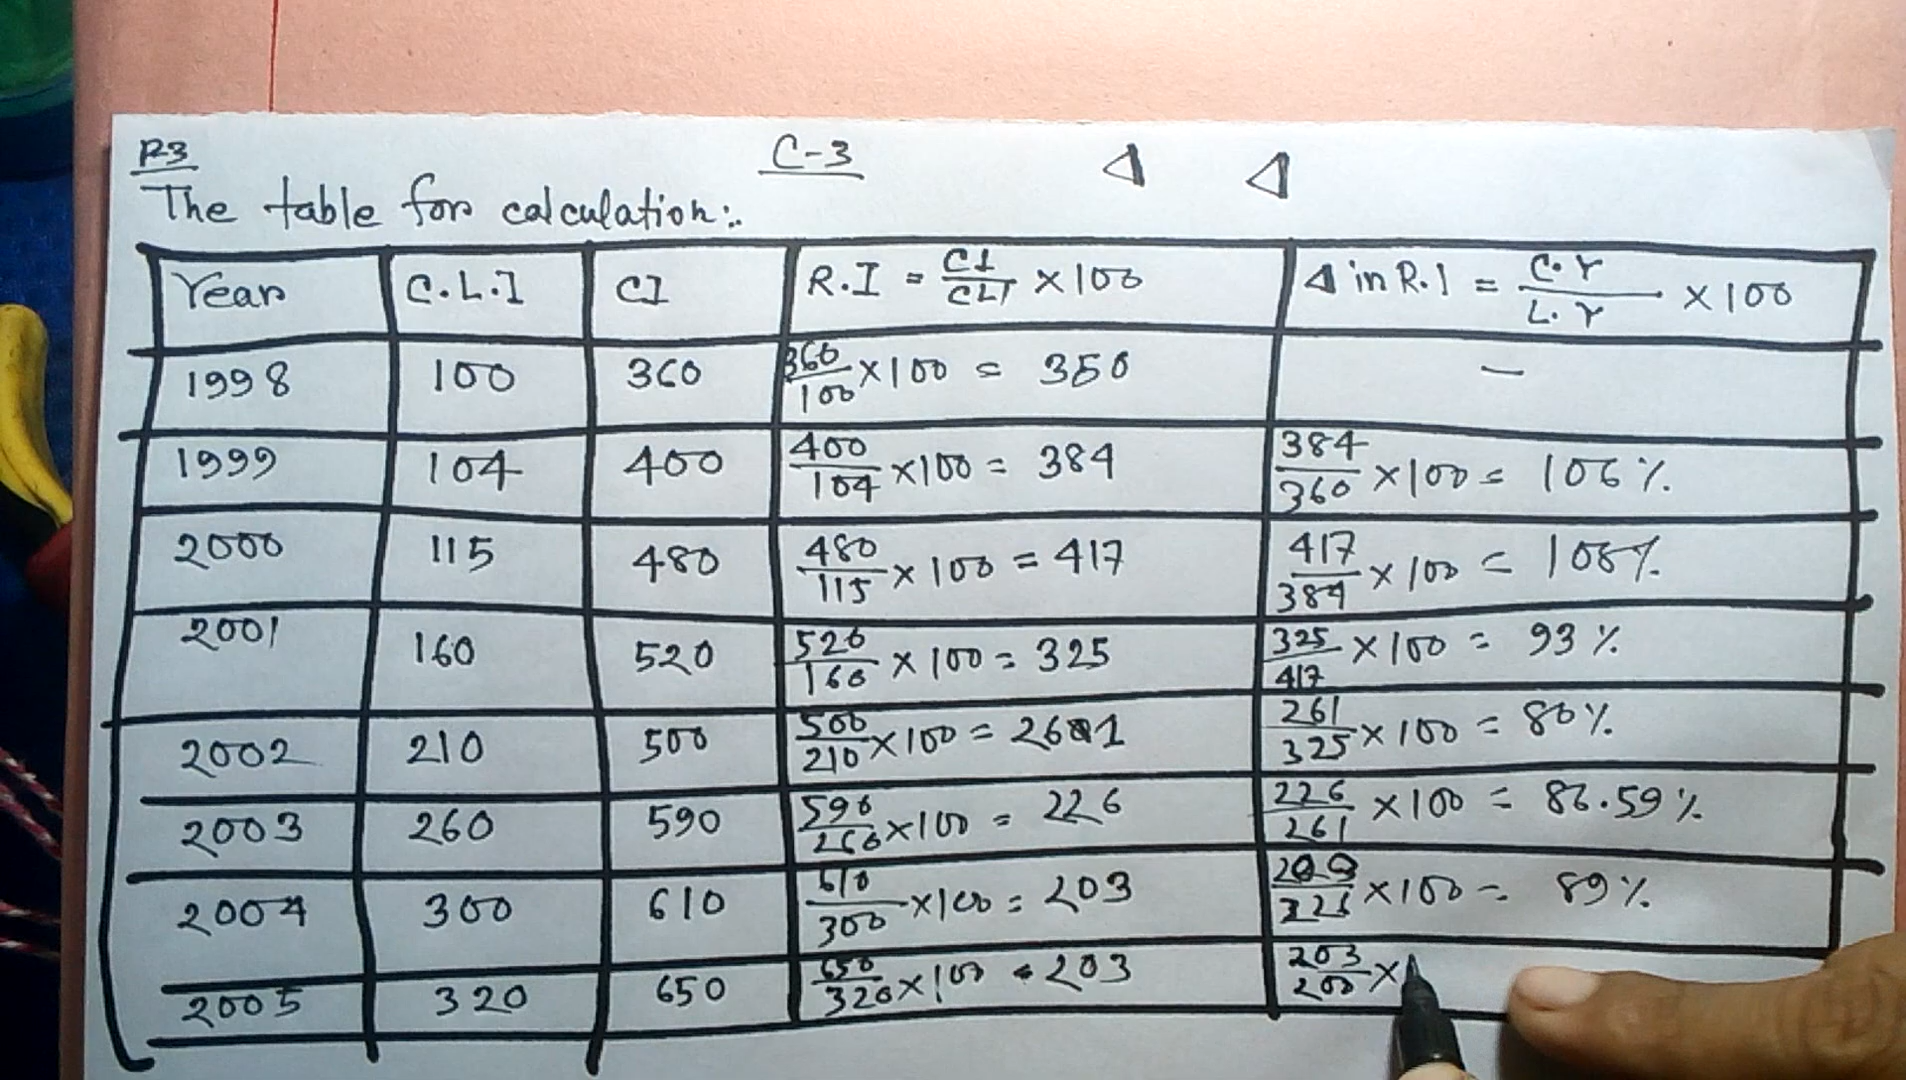 P3
C-3
Δ Δ
The table for calculation:.
Year C.L.I CI R.I = CI/CLI × 100 Δ in R.I = C.Y/L.Y × 100
1998 100 360 360/100 × 100 = 360 —
1999 104 400 400/104 × 100 = 384 384/360 × 100 = 106 %.
2000 115 480 480/115 × 100 = 417 417/384 × 100 = 108 %.
2001 160 520 520/160 × 100 = 325 325/417 × 100 = 93 %.
2002 210 500 500/210 × 100 = 261 261/325 × 100 = 80 %.
2003 260 590 590/260 × 100 = 226 226/261 × 100 = 86.59 %.
2004 300 610 610/300 × 100 = 203 × 100 = 89 %.
2005 320 650 650/320 × 100 = 203 203/200 ×